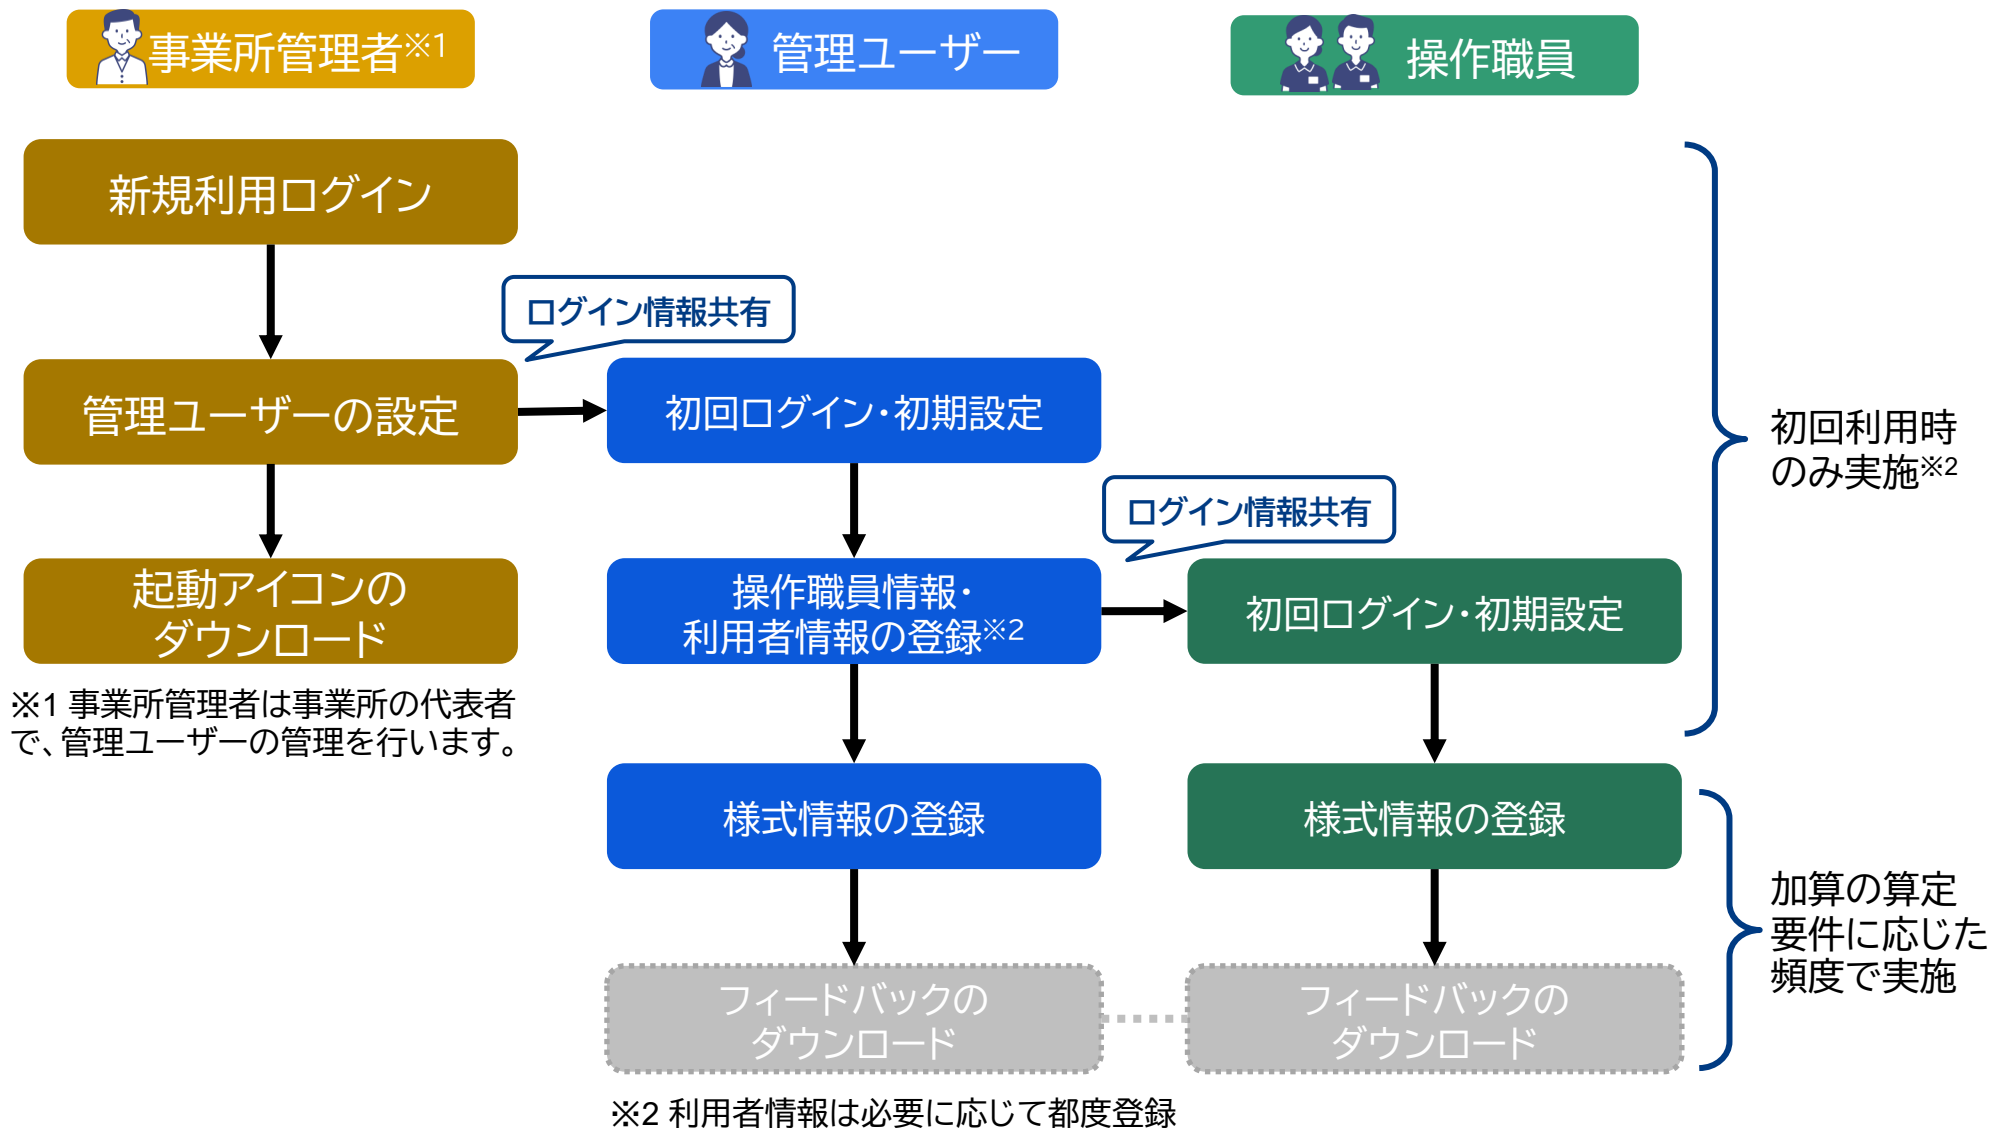 事業所管理者※1
管理ユーザー
操作職員
新規利用ログイン
ログイン情報共有
管理ユーザーの設定
初回ログイン・初期設定
初回利用時
のみ実施※2
ログイン情報共有
起動アイコンの
ダウンロード
操作職員情報・
利用者情報の登録※2
初回ログイン・初期設定
※1 事業所管理者は事業所の代表者
で、管理ユーザーの管理を行います。
様式情報の登録
様式情報の登録
加算の算定
要件に応じた
頻度で実施
フィードバックの
ダウンロード
フィードバックの
ダウンロード
※2 利用者情報は必要に応じて都度登録